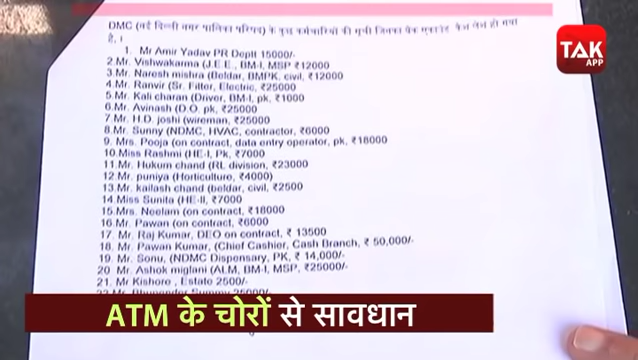 DMC (नई दिल्ली नगर पालिका परिषद) के कुछ कर्मचारियों की सूची जिनका बैंक एकाउंट कैश लेस हो गया
है, ।
1. Mr Amir Yadav PR Deptt 15000/-
2.Mr. Vishwakarma (J.E.E., BM-I, MSP ₹12000
3.Mr. Naresh mishra (Beldar, BMPK, civil, ₹12000
4.Mr. Ranvir (Sr. Fitter, Electric, ₹25000
5.Mr. Kali charan (Driver, BM-I, pk, ₹1000
6.Mr. Avinash (D.O. pk, ₹25000
7.Mr. H.D. joshi (wireman, ₹25000
8.Mr. Sunny (NDMC, HVAC, contractor, ₹6000
9. Mrs. Pooja (on contract, data entry operator, pk, ₹18000
10.Miss Rashmi (HE-I, Pk, ₹7000
11.Mr. Hukum chand (RL division, ₹23000
12.Mr. puniya (Horticulture, ₹4000)
13.Mr. kailash chand (beldar, civil, ₹2500
14.Miss Sunita (HE-II, ₹7000
15.Mrs. Neelam (on contract, ₹18000
16.Mr. Pawan (on contract, ₹6000
17. Mr. Raj Kumar, DEO on contract, ₹ 13500
18. Mr. Pawan Kumar, (Chief Cashier, Cash Branch, ₹ 50,000/-
19. Mr. Sonu, (NDMC Dispensary, PK, ₹ 14,000/-
20 Mr. Ashok miglani (ALM, BM-I, MSP, ₹25000/-
21. Mr Kishore , Estate 2500/-
TAK
APP
ATM के चोरों से सावधान